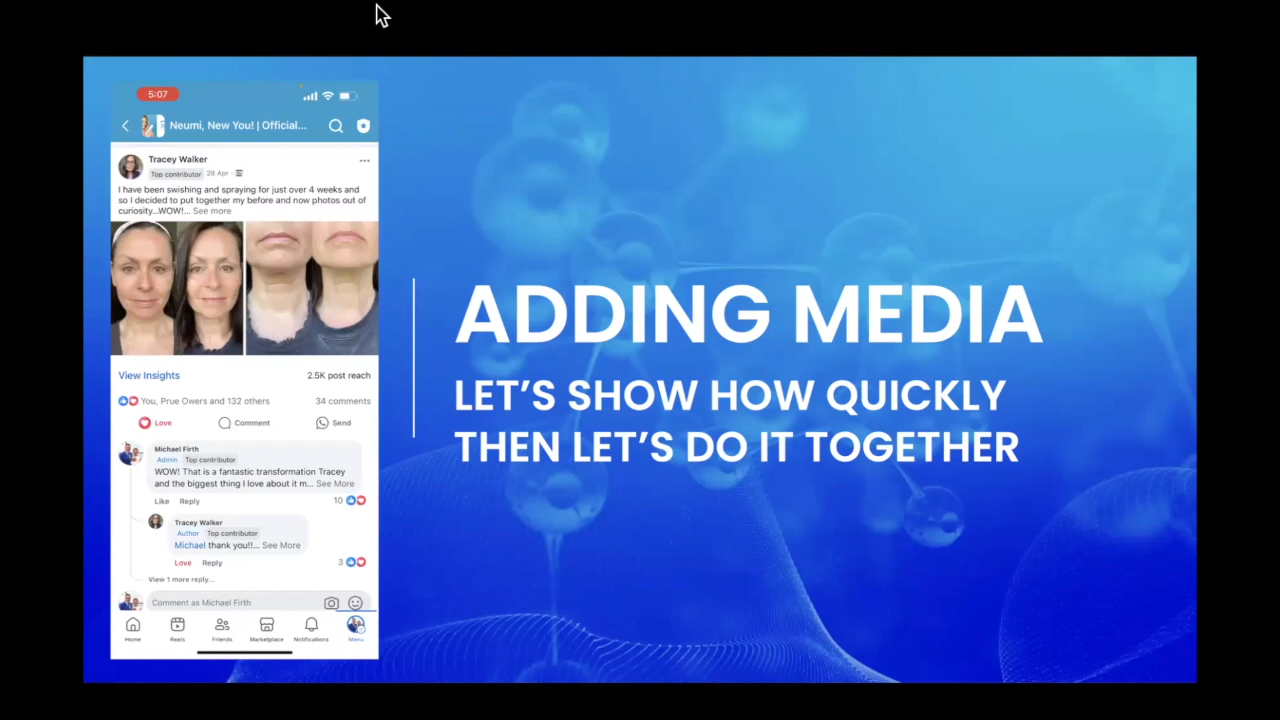 5:07
Neumi, New You! | Official...
Tracey Walker
Top contributor 28 Apr ·
I have been swishing and spraying for just over 4 weeks and
so I decided to put together my before and now photos out of
curiosity...WOW!... See more
View Insights 2.5K post reach
You, Prue Owers and 132 others 34 comments
Love Comment Send
Michael Firth
Admin Top contributor
WOW! That is a fantastic transformation Tracey
and the biggest thing I love about it m... See More
Like Reply 10
Tracey Walker
Author Top contributor
Michael thank you!!... See More
Love Reply 3
View 1 more reply...
Comment as Michael Firth
Home Reels Friends Marketplace Notifications Menu
ADDING MEDIA
LET'S SHOW HOW QUICKLY
THEN LET'S DO IT TOGETHER